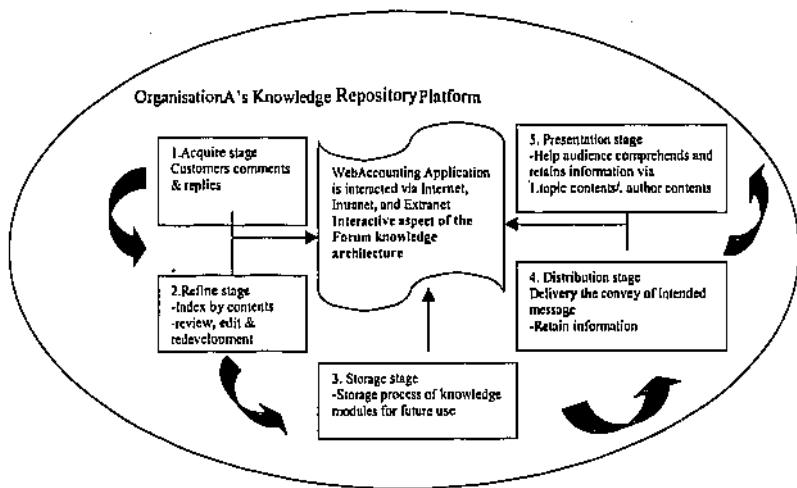 OrganisationA's Knowledge Repository Platform
1.Acquire stage
Customers comments
& replies
WebAccounting Application
is interacted via Internet,
Intranet, and Extranet
Interactive aspect of the
Forum knowledge
architecture
5. Presentation stage
-Help audience comprehends and
retains information via
1.topic contents/. author contents
2.Refine stage
-Index by contents
-review, edit &
redevelopment
3. Storage stage
-Storage process of knowledge
modules for future use
4. Distribution stage
Delivery the convey of intended
message
-Retain information